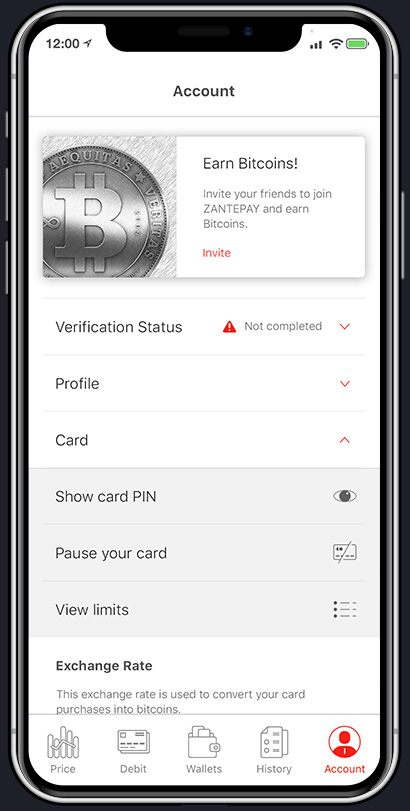 12:00
Account
Earn Bitcoins!
Invite your friends to join
ZANTEPAY and earn
Bitcoins.
Invite
AEQUITAS VERITAS
Verification Status
Not completed
Profile
Card
Show card PIN
Pause your card
View limits
Exchange Rate
This exchange rate is used to convert your card
purchases into bitcoins.
Price
Debit
Wallets
History
Account